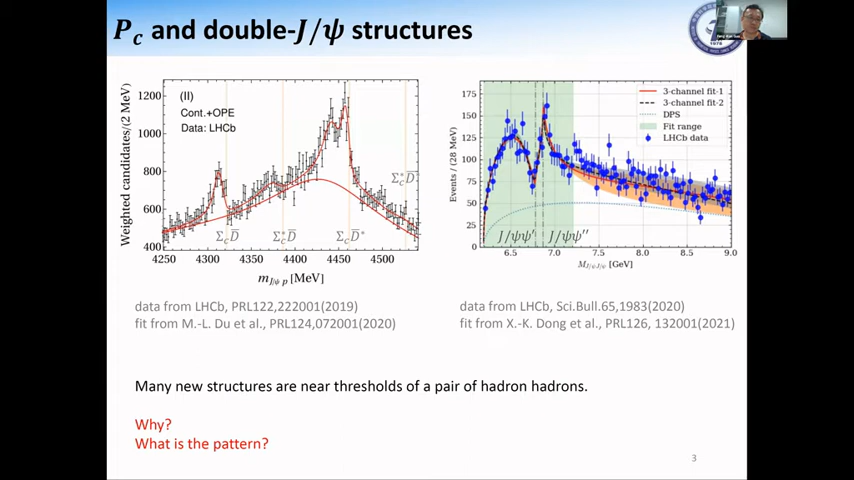 P_c and double-J/ψ structures
Weighted candidates/(2 MeV)
1200
1000
800
600
400
(II)
Cont.+OPE
Data: LHCb
Σ_c D̄
Σ_c^* D̄
Σ_c D̄^*
Σ_c^* D̄
4250
4300
4350
4400
4450
4500
m_{J/ψ p} [MeV]
Events / (28 MeV)
175
150
125
100
75
50
25
0
3-channel fit-1
3-channel fit-2
DPS
Fit range
LHCb data
J/ψψ′
J/ψψ′′
6.5
7.0
7.5
8.0
8.5
9.0
M_{J/ψJ/ψ} [GeV]
data from LHCb, PRL122,222001(2019)
fit from M.-L. Du et al., PRL124,072001(2020)
data from LHCb, Sci.Bull.65,1983(2020)
fit from X.-K. Dong et al., PRL126, 132001(2021)
Many new structures are near thresholds of a pair of hadron hadrons.
Why?
What is the pattern?
3